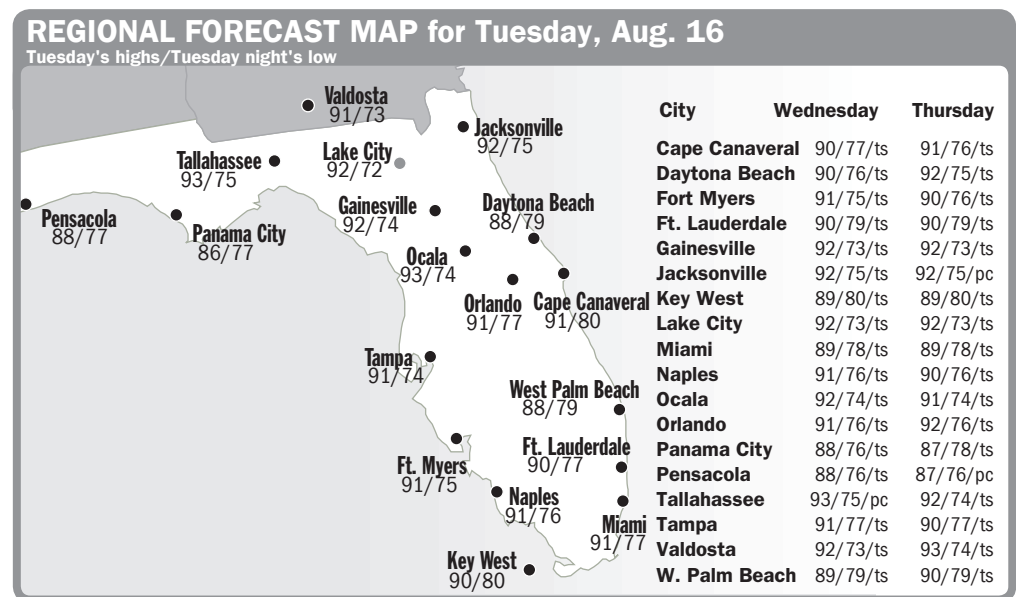 REGIONAL FORECAST MAP for Tuesday, Aug. 16
Tuesday's highs/Tuesday night's low
Valdosta
91/73
Jacksonville
92/75
Tallahassee
93/75
Lake City
92/72
Pensacola
88/77
Panama City
86/77
Gainesville
92/74
Daytona Beach
88/79
Ocala
93/74
Orlando
91/77
Cape Canaveral
91/80
Tampa
91/74
West Palm Beach
88/79
Ft. Myers
91/75
Ft. Lauderdale
90/77
Naples
91/76
Miami
91/77
Key West
90/80
City Wednesday Thursday
Cape Canaveral 90/77/ts 91/76/ts
Daytona Beach 90/76/ts 92/75/ts
Fort Myers 91/75/ts 90/76/ts
Ft. Lauderdale 90/79/ts 90/79/ts
Gainesville 92/73/ts 92/73/ts
Jacksonville 92/75/ts 92/75/pc
Key West 89/80/ts 89/80/ts
Lake City 92/73/ts 92/73/ts
Miami 89/78/ts 89/78/ts
Naples 91/76/ts 90/76/ts
Ocala 92/74/ts 91/74/ts
Orlando 91/76/ts 92/76/ts
Panama City 88/76/ts 87/78/ts
Pensacola 88/76/ts 87/76/pc
Tallahassee 93/75/pc 92/74/ts
Tampa 91/77/ts 90/77/ts
Valdosta 92/73/ts 93/74/ts
W. Palm Beach 89/79/ts 90/79/ts